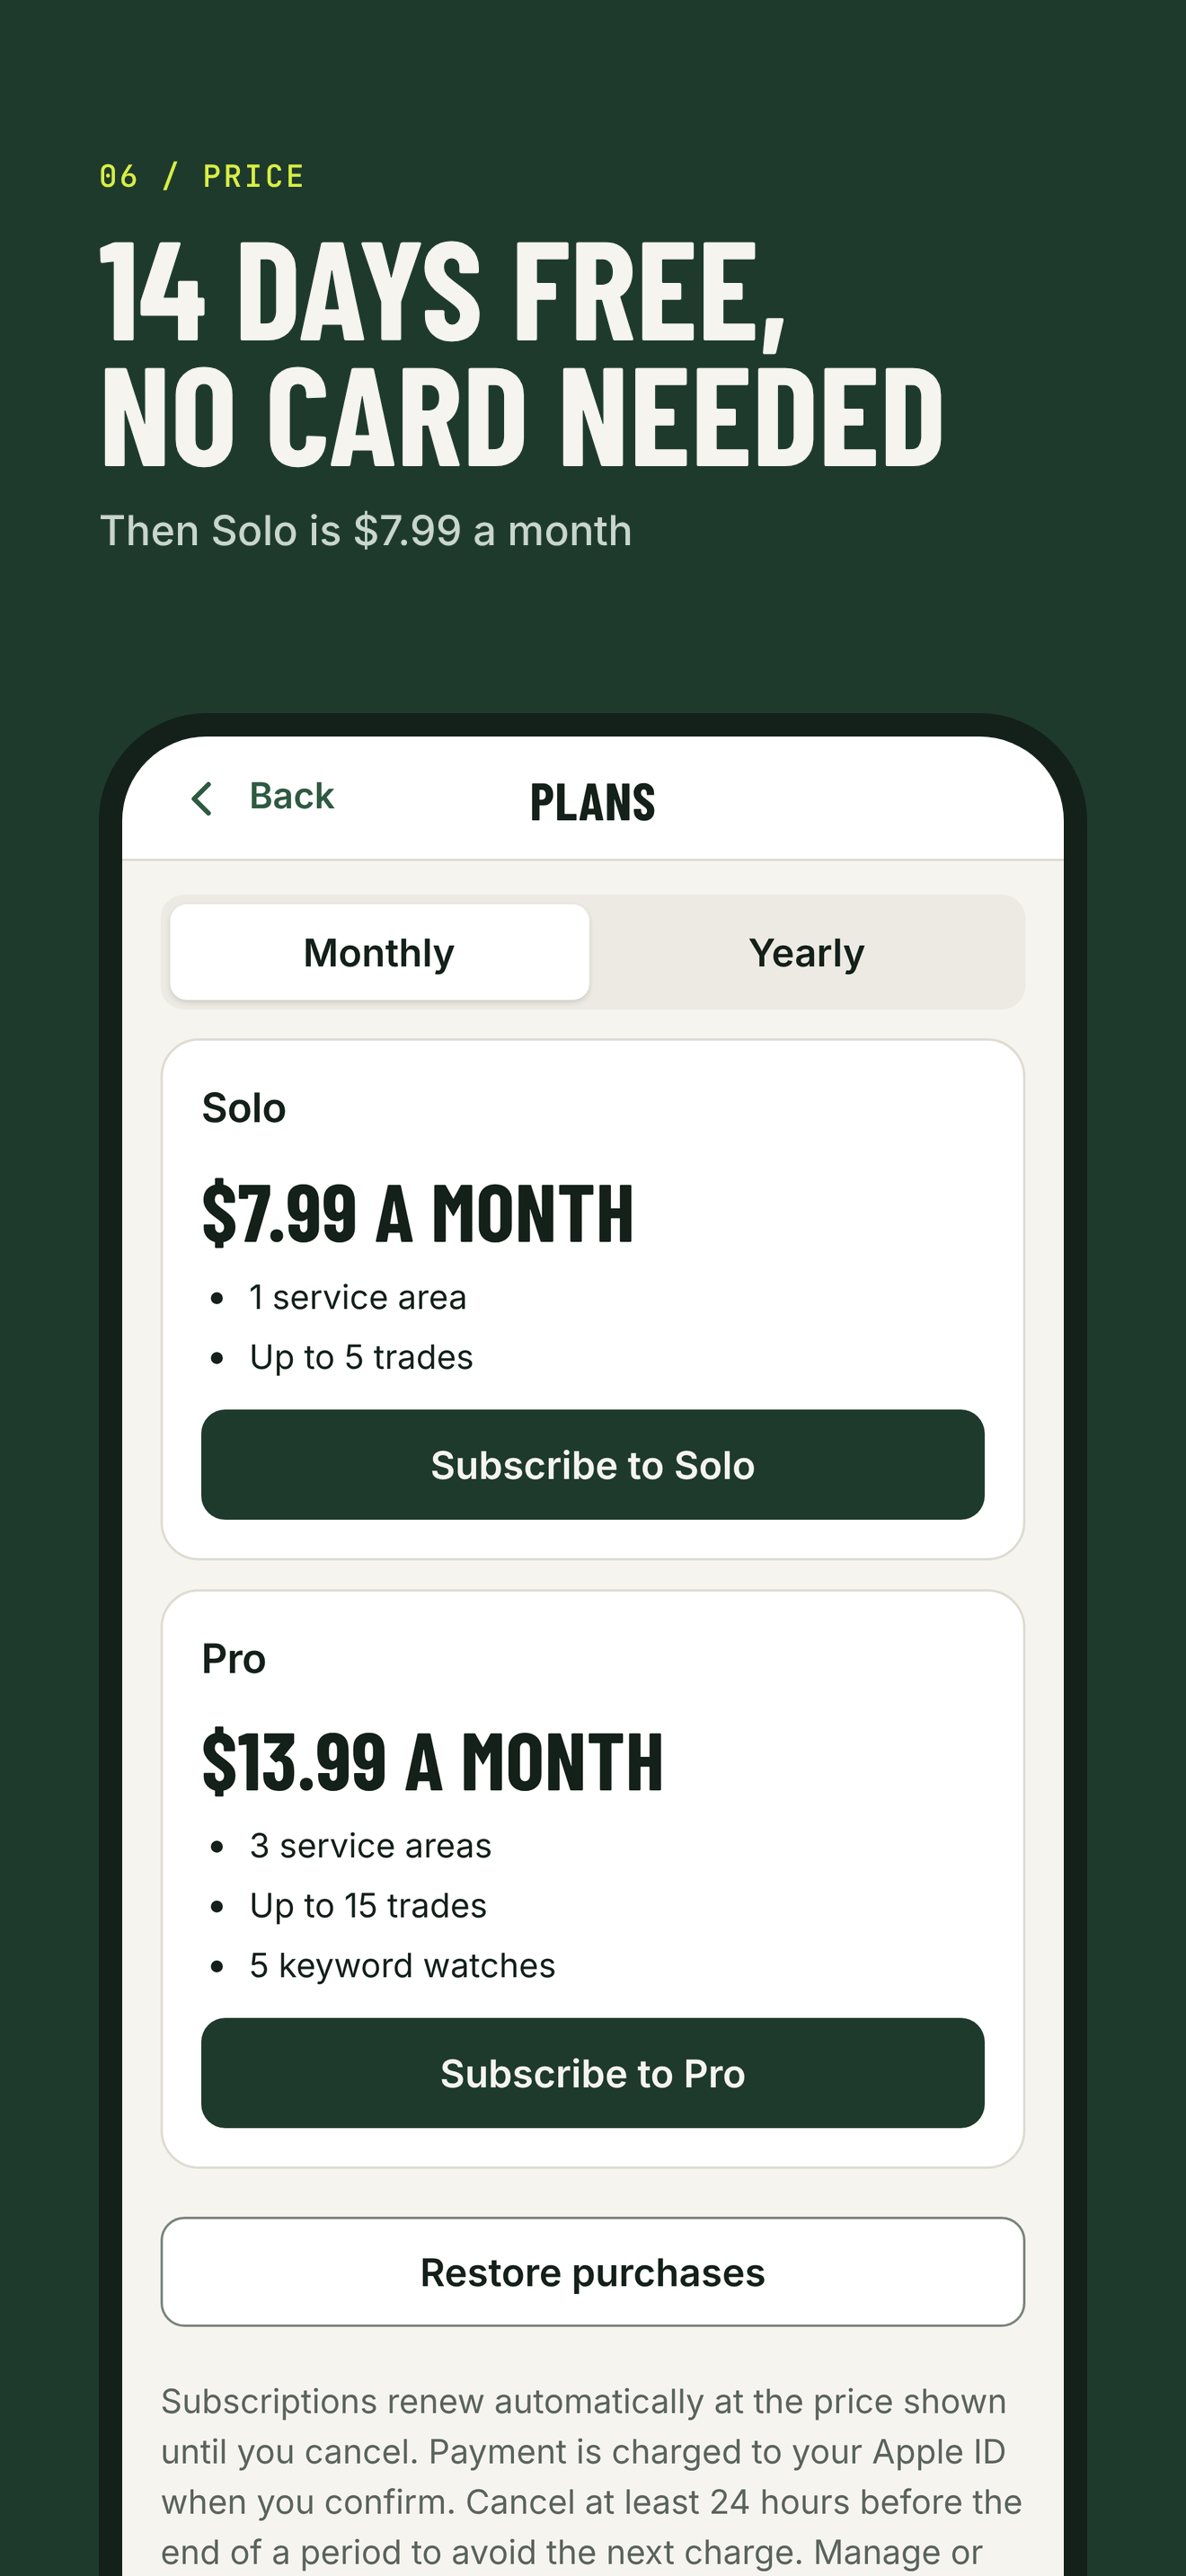 06 / PRICE
14 DAYS FREE,
NO CARD NEEDED
Then Solo is $7.99 a month
Back
PLANS
Monthly
Yearly
Solo
$7.99 A MONTH
• 1 service area
• Up to 5 trades
Subscribe to Solo
Pro
$13.99 A MONTH
• 3 service areas
• Up to 15 trades
• 5 keyword watches
Subscribe to Pro
Restore purchases
Subscriptions renew automatically at the price shown
until you cancel. Payment is charged to your Apple ID
when you confirm. Cancel at least 24 hours before the
end of a period to avoid the next charge. Manage or